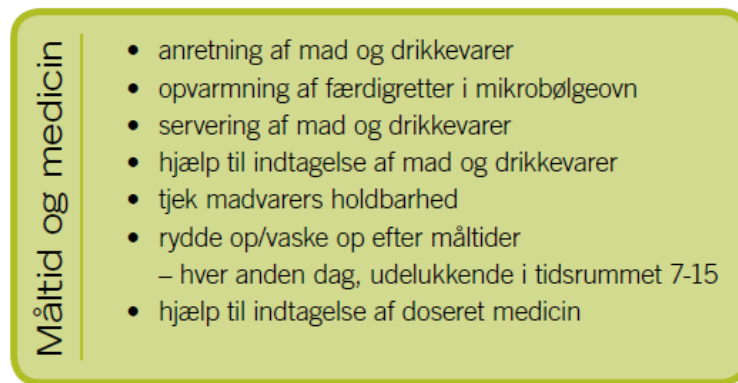 Måltid og medicin
• anretning af mad og drikkevarer
• opvarmning af færdigretter i mikrobølgeovn
• servering af mad og drikkevarer
• hjælp til indtagelse af mad og drikkevarer
• tjek madvarers holdbarhed
• rydde op/vaske op efter måltider
– hver anden dag, udelukkende i tidsrummet 7-15
• hjælp til indtagelse af doseret medicin